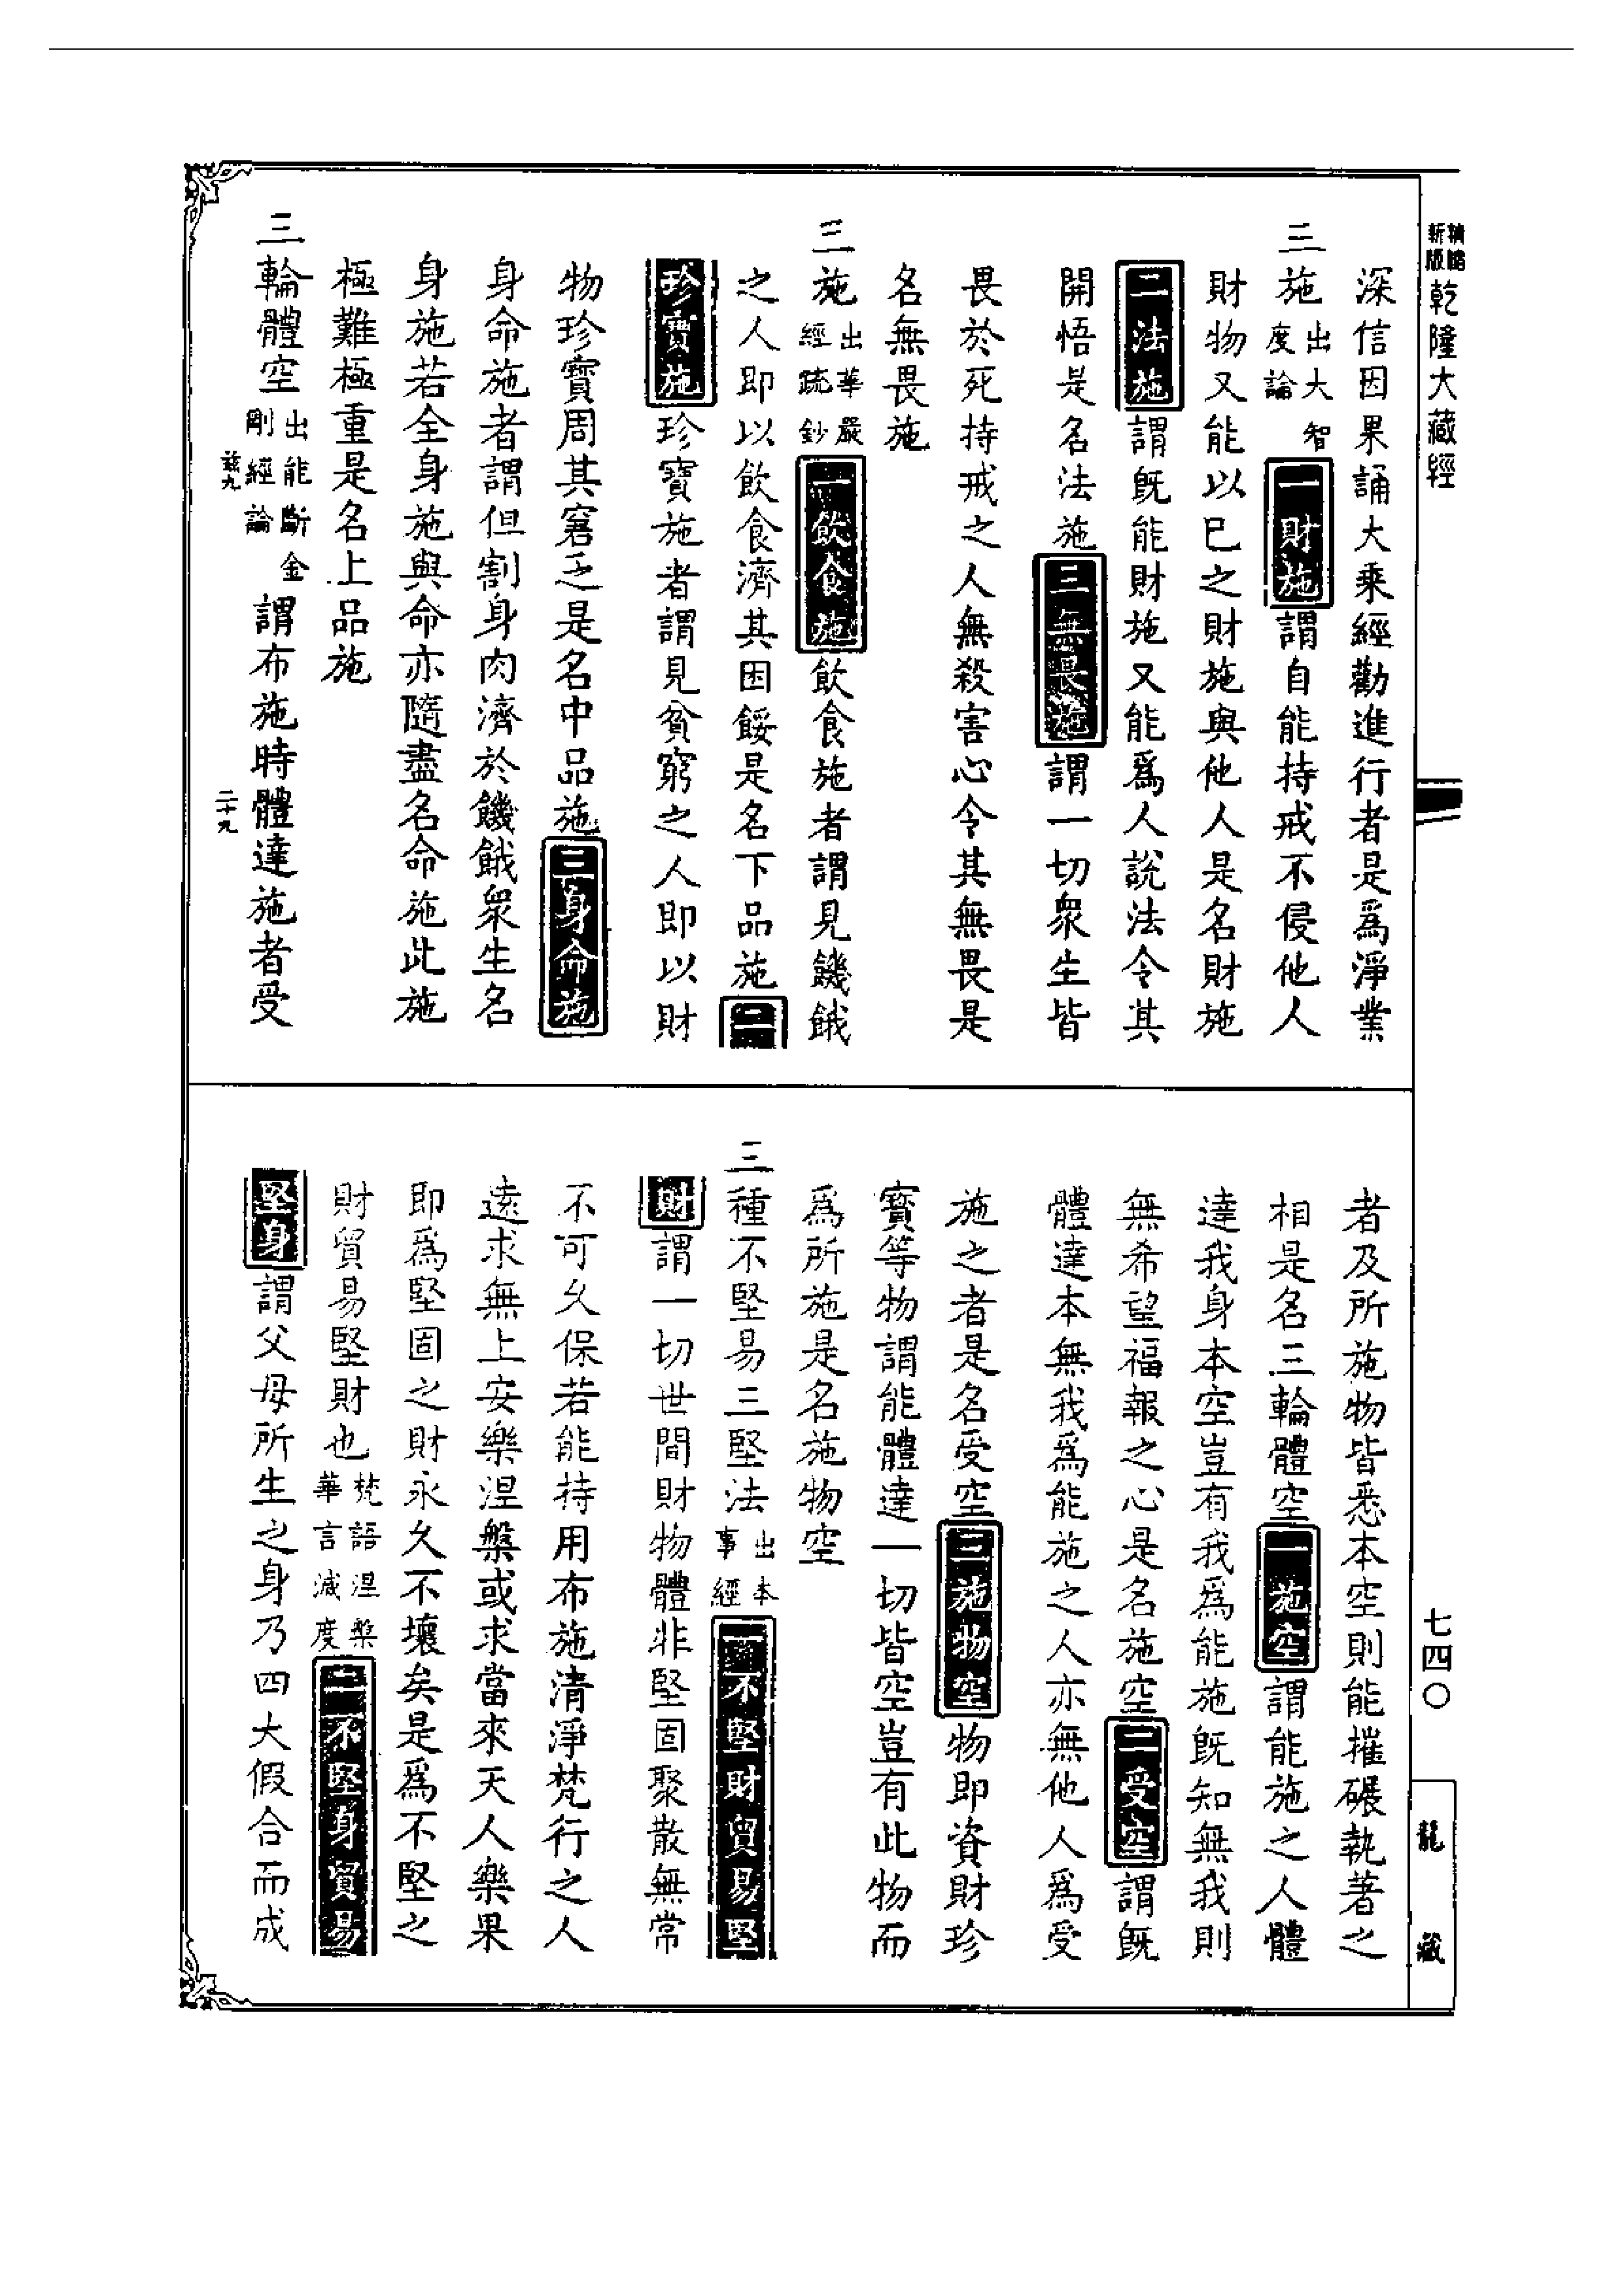 乾隆大藏經
深信因果誦大乘經勸進行者是爲淨業
三施出大智度論一財施謂自能持戒不侵他人
財物又能以已之財施與他人是名財施
二法施謂旣能財施又能爲人說法令其
開悟是名法施三無畏施謂一切衆生皆
畏於死持戒之人無殺害心令其無畏是
名無畏施
三施出華嚴經疏鈔一飲食施飲食施者謂見饑餓
之人即以飲食濟其困餒是名下品施二
珍寶施珍寶施者謂見貧窮之人即以財
物珍寶周其窘乏是名中品施三身命施
身命施者謂但割身肉濟於饑餓衆生名
身施若全身施與命亦隨盡名命施此施
極難極重是名上品施
三輪體空出能斷金剛經論謂布施時體達施者受
二十九
者及所施物皆悉本空則能摧碾執著之
相是名三輪體空一施空謂能施之人體
達我身本空豈有我爲能施旣知無我則
無希望福報之心是名施空二受空謂旣
體達本無我爲能施之人亦無他人爲受
施之者是名受空三施物空物即資財珍
寶等物謂能體達一切皆空豈有此物而
爲所施是名施物空
三種不堅易三堅法出本事經一不堅財貿易堅
財謂一切世間財物體非堅固聚散無常
不可久保若能持用布施清淨梵行之人
遠求無上安樂涅槃或求當來天人樂果
即爲堅固之財永久不壞矣是爲不堅之
財貿易堅財也梵語涅槃華言滅度二不堅身貿易
堅身謂父母所生之身乃四大假合而成
七四〇
龍藏